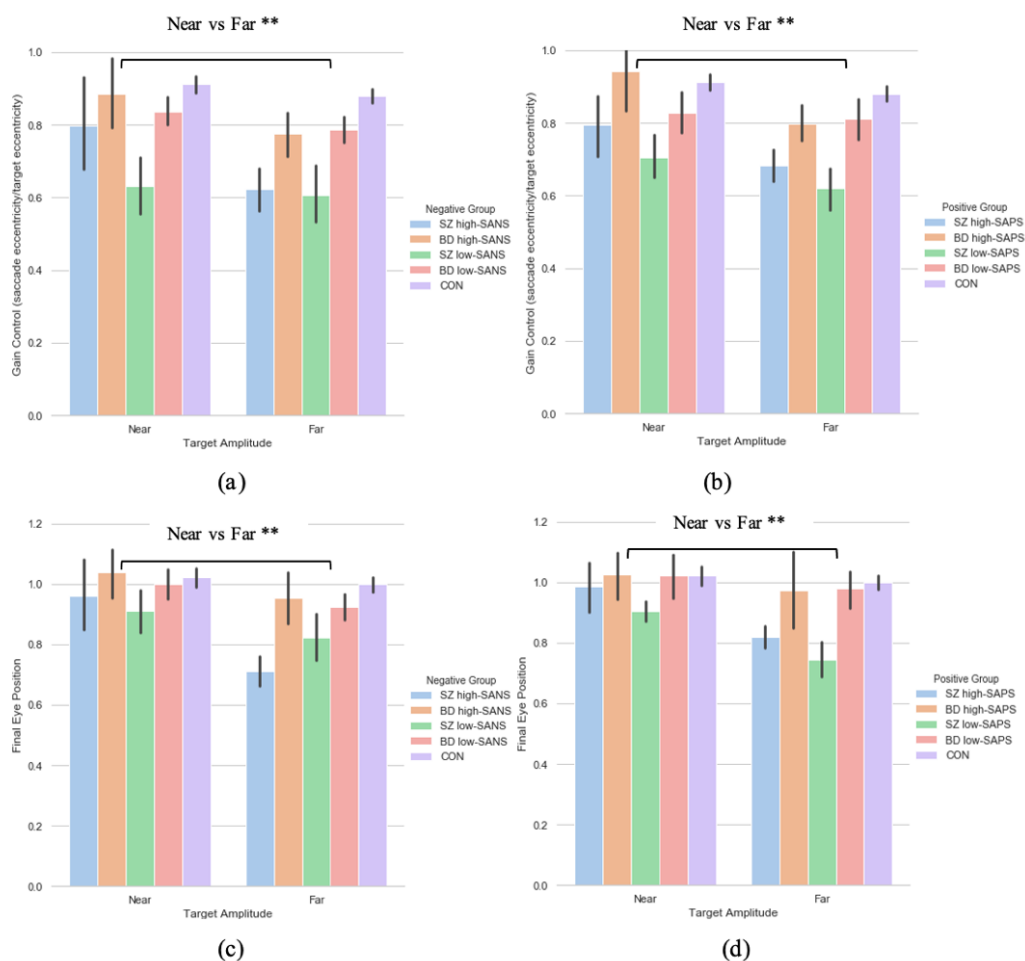 Near vs Far **
1.0
0.8
0.6
0.4
0.2
0.0
Gain Control (saccade eccentricity/target eccentricity)
Near
Far
Target Amplitude
Negative Group
SZ high-SANS
BD high-SANS
SZ low-SANS
BD low-SANS
CON
(a)
Near vs Far **
1.0
0.8
0.6
0.4
0.2
0.0
Gain Control (saccade eccentricity/target eccentricity)
Near
Far
Target Amplitude
Positive Group
SZ high-SAPS
BD high-SAPS
SZ low-SAPS
BD low-SAPS
CON
(b)
Near vs Far **
1.2
1.0
0.8
0.6
0.4
0.2
0.0
Final Eye Position
Near
Far
Target Amplitude
Negative Group
SZ high-SANS
BD high-SANS
SZ low-SANS
BD low-SANS
CON
(c)
Near vs Far **
1.2
1.0
0.8
0.6
0.4
0.2
0.0
Final Eye Position
Near
Far
Target Amplitude
Positive Group
SZ high-SAPS
BD high-SAPS
SZ low-SAPS
BD low-SAPS
CON
(d)